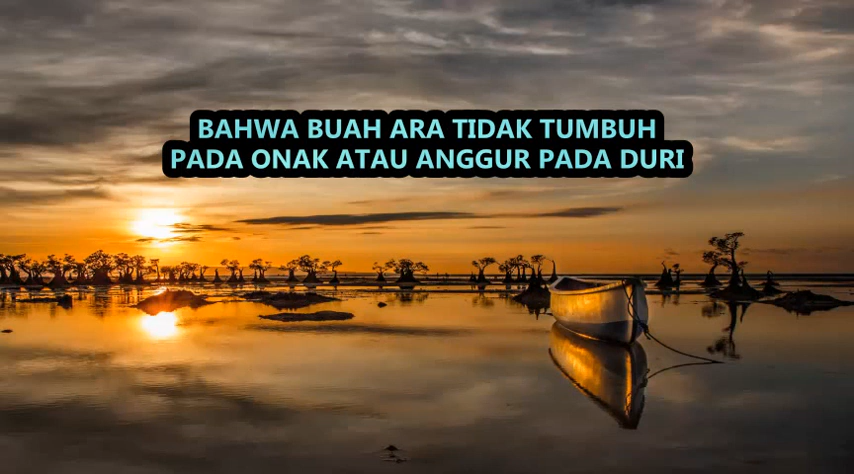 BAHWA BUAH ARA TIDAK TUMBUH
PADA ONAK ATAU ANGGUR PADA DURI